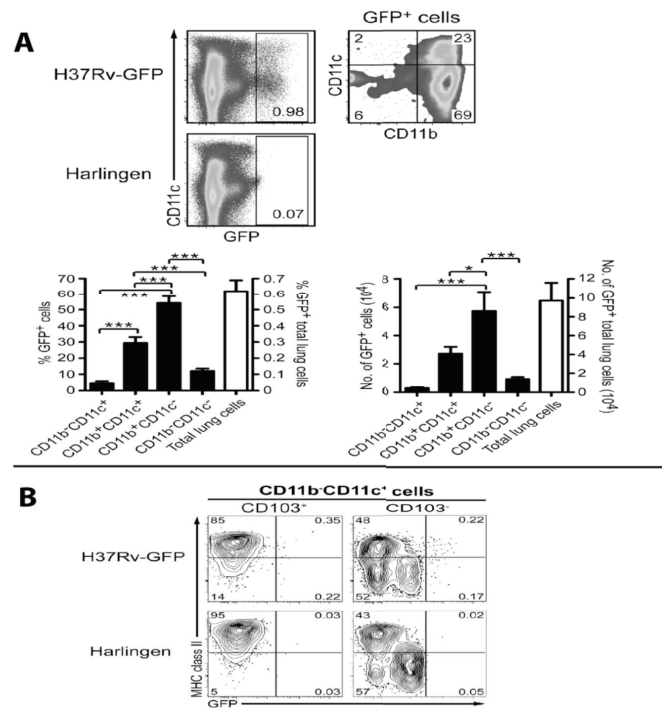 A
GFP⁺ cells
H37Rv-GFP
CD11c
0.98
2
23
6
69
CD11c
CD11b
Harlingen
CD11c
0.07
GFP
% GFP⁺ cells
70
60
50
40
30
20
10
0
***
***
***
***
***
0.7
0.6
0.5
0.4
0.3
0.2
0.1
0
% GFP⁺ total lung cells
CD11b⁻CD11c⁺
CD11b⁺CD11c⁺
CD11b⁺CD11c⁻
CD11b⁻CD11c⁻
Total lung cells
No. of GFP⁺ cells (10⁴)
8
6
4
2
0
***
*
***
12
10
8
6
4
2
0
No. of GFP⁺ total lung cells (10⁴)
CD11b⁻CD11c⁺
CD11b⁺CD11c⁺
CD11b⁺CD11c⁻
CD11b⁻CD11c⁻
Total lung cells
B
CD11b⁻CD11c⁺ cells
CD103⁺
CD103⁻
H37Rv-GFP
85
0.35
14
0.22
48
0.22
52
0.17
Harlingen
95
0.03
5
0.03
43
0.02
57
0.05
MHC class II
GFP